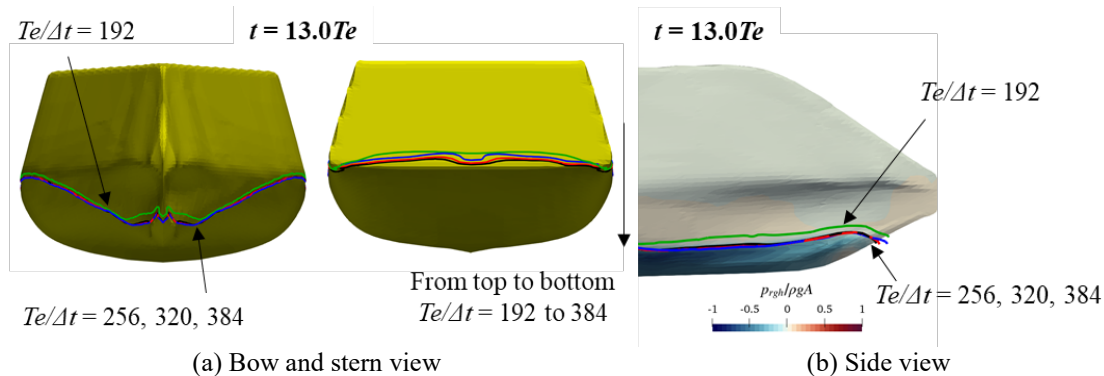 Te/Δt = 192
t = 13.0Te
Te/Δt = 256, 320, 384
From top to bottom
Te/Δt = 192 to 384
(a) Bow and stern view
t = 13.0Te
Te/Δt = 192
Te/Δt = 256, 320, 384
p_rgh/ρgA
-1 -0.5 0 0.5 1
(b) Side view